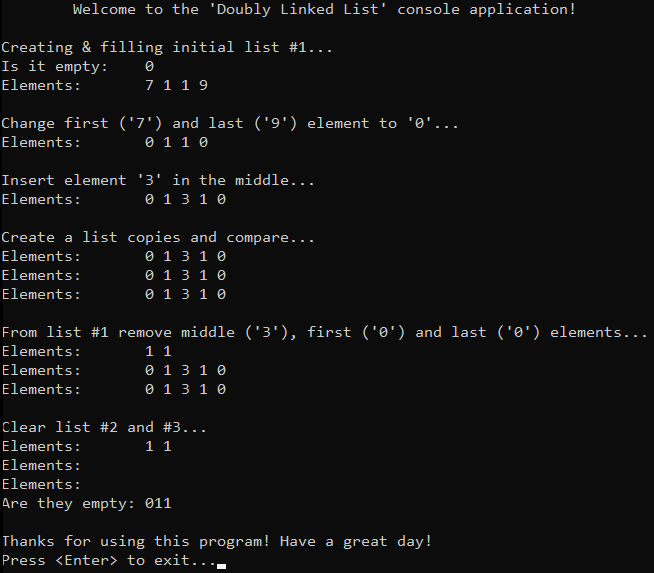 Welcome to the 'Doubly Linked List' console application!
Creating & filling initial list #1...
Is it empty: 0
Elements: 7 1 1 9
Change first ('7') and last ('9') element to '0'...
Elements: 0 1 1 0
Insert element '3' in the middle...
Elements: 0 1 3 1 0
Create a list copies and compare...
Elements: 0 1 3 1 0
Elements: 0 1 3 1 0
Elements: 0 1 3 1 0
From list #1 remove middle ('3'), first ('0') and last ('0') elements...
Elements: 1 1
Elements: 0 1 3 1 0
Elements: 0 1 3 1 0
Clear list #2 and #3...
Elements: 1 1
Elements:
Elements:
Are they empty: 011
Thanks for using this program! Have a great day!
Press <Enter> to exit...